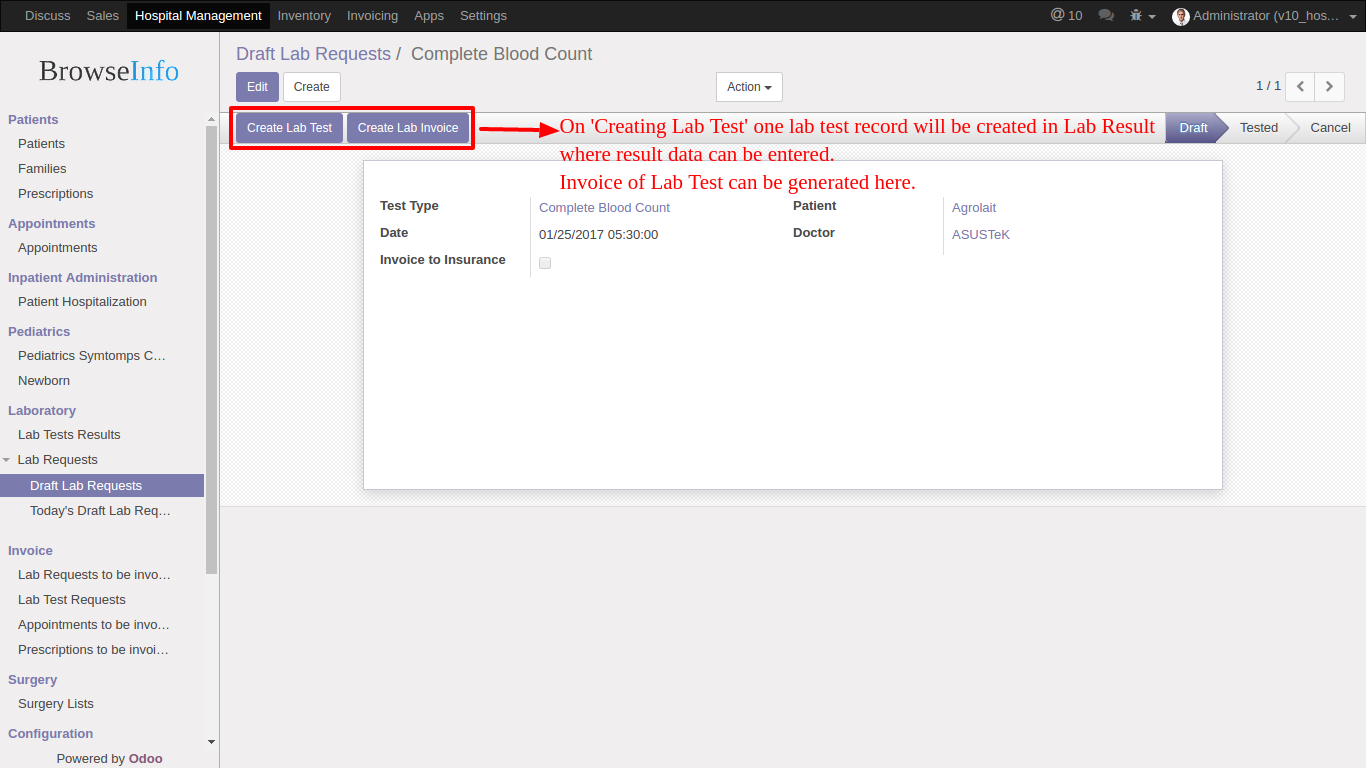 Discuss Sales Hospital Management Inventory Invoicing Apps Settings @ 10 Administrator (v10_hos...
BrowseInfo
Draft Lab Requests / Complete Blood Count
Edit Create Action 1 / 1
Create Lab Test Create Lab Invoice Draft Tested Cancel
On 'Creating Lab Test' one lab test record will be created in Lab Result
where result data can be entered.
Invoice of Lab Test can be generated here.
Test Type Complete Blood Count Patient Agrolait
Date 01/25/2017 05:30:00 Doctor ASUSTeK
Invoice to Insurance
Patients
Patients
Families
Prescriptions
Appointments
Appointments
Inpatient Administration
Patient Hospitalization
Pediatrics
Pediatrics Symtomps C...
Newborn
Laboratory
Lab Tests Results
Lab Requests
Draft Lab Requests
Today's Draft Lab Req...
Invoice
Lab Requests to be invo...
Lab Test Requests
Appointments to be invo...
Prescriptions to be invoi...
Surgery
Surgery Lists
Configuration
Powered by Odoo